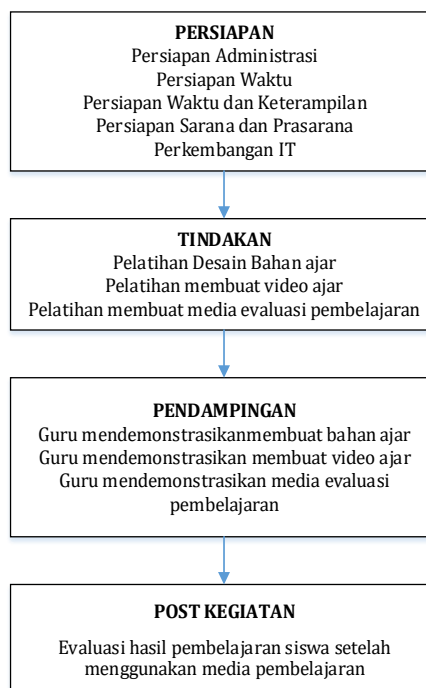 PERSIAPAN
Persiapan Administrasi
Persiapan Waktu
Persiapan Waktu dan Keterampilan
Persiapan Sarana dan Prasarana
Perkembangan IT
TINDAKAN
Pelatihan Desain Bahan ajar
Pelatihan membuat video ajar
Pelatihan membuat media evaluasi pembelajaran
PENDAMPINGAN
Guru mendemonstrasikanmembuat bahan ajar
Guru mendemonstrasikan membuat video ajar
Guru mendemonstrasikan media evaluasi
pembelajaran
POST KEGIATAN
Evaluasi hasil pembelajaran siswa setelah
menggunakan media pembelajaran